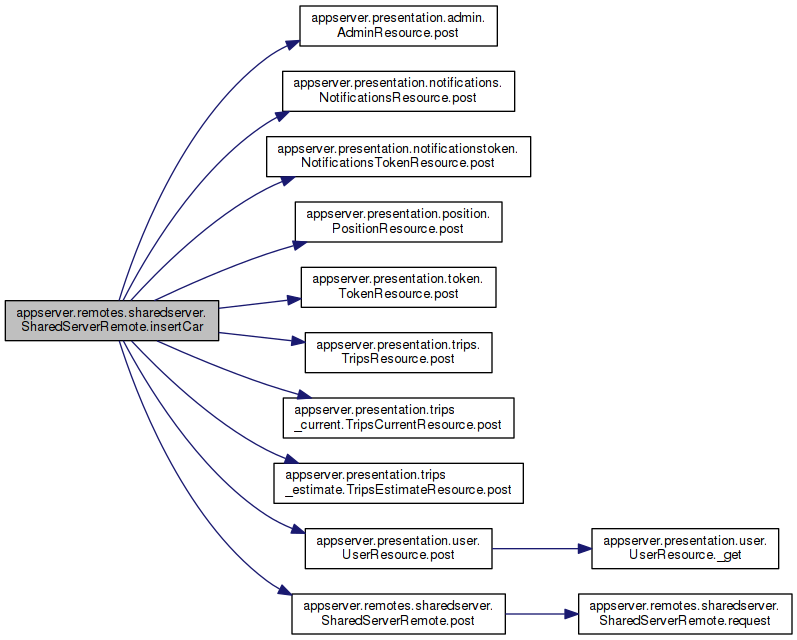 appserver.presentation.admin.
AdminResource.post
appserver.presentation.notifications.
NotificationsResource.post
appserver.presentation.notificationstoken.
NotificationsTokenResource.post
appserver.presentation.position.
PositionResource.post
appserver.presentation.token.
TokenResource.post
appserver.remotes.sharedserver.
SharedServerRemote.insertCar
appserver.presentation.trips.
TripsResource.post
appserver.presentation.trips
_current.TripsCurrentResource.post
appserver.presentation.trips
_estimate.TripsEstimateResource.post
appserver.presentation.user.
UserResource.post
appserver.presentation.user.
UserResource._get
appserver.remotes.sharedserver.
SharedServerRemote.post
appserver.remotes.sharedserver.
SharedServerRemote.request